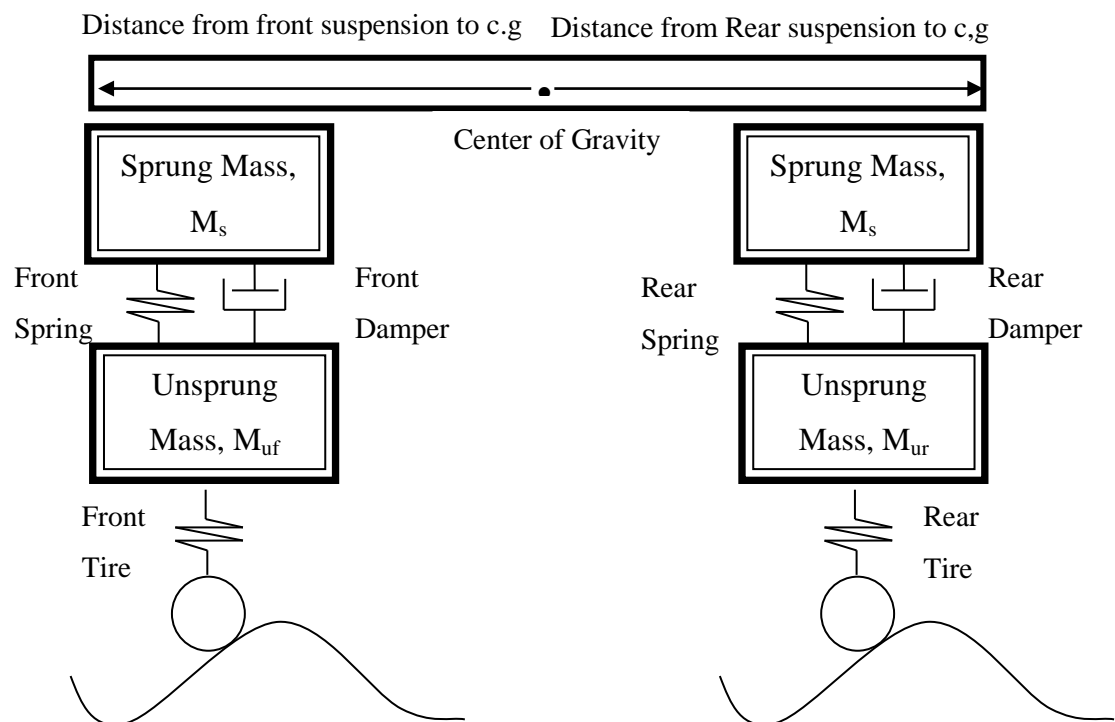 Distance from front suspension to c.g
Distance from Rear suspension to c,g
Center of Gravity
Sprung Mass,
Ms
Sprung Mass,
Ms
Front
Spring
Front
Damper
Rear
Spring
Rear
Damper
Unsprung
Mass, Muf
Unsprung
Mass, Mur
Front
Tire
Rear
Tire